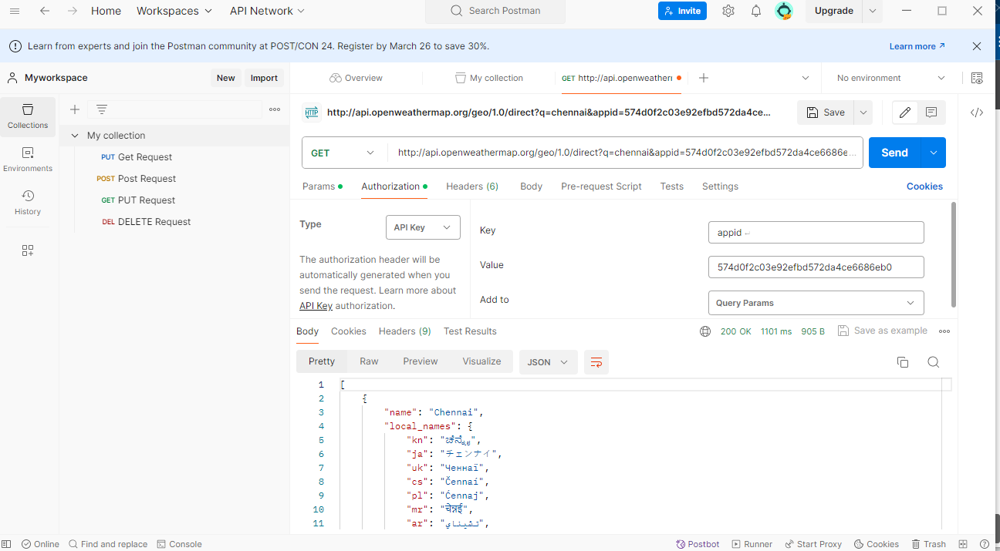 Home Workspaces API Network Search Postman Invite Upgrade
Learn from experts and join the Postman community at POST/CON 24. Register by March 26 to save 30%. Learn more
Myworkspace New Import Overview My collection GET http://api.openweather No environment
Collections
Environments
History
My collection
PUT Get Request
POST Post Request
GET PUT Request
DEL DELETE Request
HTTP http://api.openweathermap.org/geo/1.0/direct?q=chennai&appid=574d0f2c03e92efbd572da4ce... Save
GET http://api.openweathermap.org/geo/1.0/direct?q=chennai&appid=574d0f2c03e92efbd572da4ce6686e... Send
Params Authorization Headers (6) Body Pre-request Script Tests Settings Cookies
Type API Key
The authorization header will be
automatically generated when you
send the request. Learn more about
API Key authorization.
Key appid
Value 574d0f2c03e92efbd572da4ce6686eb0
Add to Query Params
Body Cookies Headers (9) Test Results 200 OK 1101 ms 905 B Save as example
Pretty Raw Preview Visualize JSON
1 [
2 {
3 "name": "Chennai",
4 "local_names": {
5 "kn": "ಚೆನ್ನೈ",
6 "ja": "チェンナイ",
7 "uk": "Ченнаї",
8 "cs": "Čennaí",
9 "pl": "Ćennaj",
10 "mr": "चेन्नई",
11 "ar": "تشيناي",
Online Find and replace Console Postbot Runner Start Proxy Cookies Trash